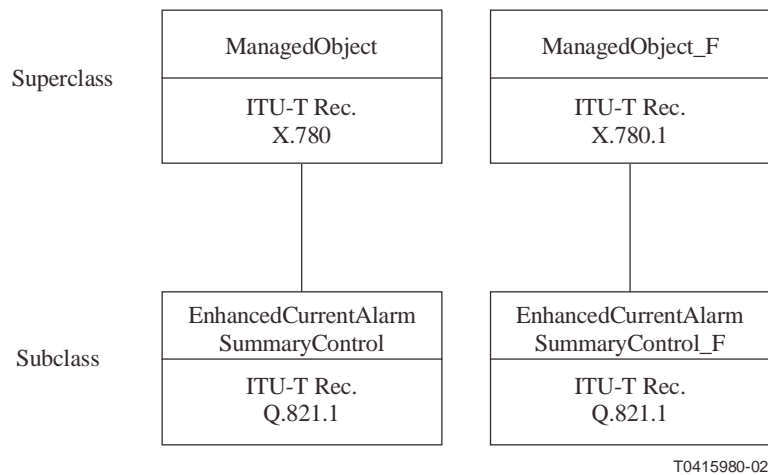 ManagedObject
ManagedObject_F
Superclass
ITU-T Rec.
X.780
ITU-T Rec.
X.780.1
EnhancedCurrentAlarm
SummaryControl
EnhancedCurrentAlarm
SummaryControl_F
Subclass
ITU-T Rec.
Q.821.1
ITU-T Rec.
Q.821.1
T0415980-02